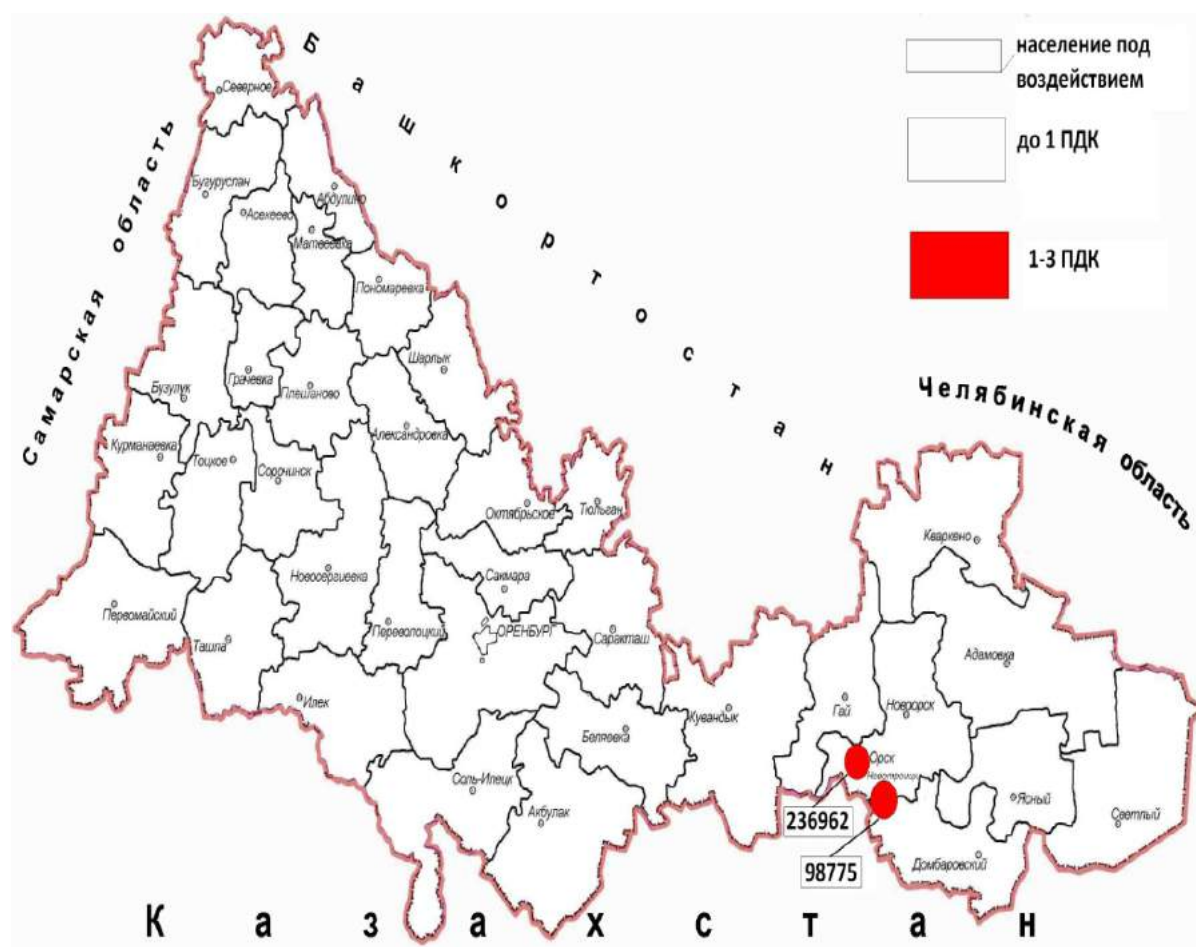 Башкортостан
Самарская область
Челябинская область
Казахстан
население под
воздействием
до 1 ПДК
1-3 ПДК
Северное
Бугуруслан
Абдулино
Асекеево
Матвеевка
Пономаревка
Шарлык
Грачевка
Плешаново
Бузулук
Александровка
Курманаевка
Тоцкое
Сорочинск
Октябрьское
Тюльган
Кваркено
Новосергиевка
Сакмара
Первомайский
Переволоцкий
ОРЕНБУРГ
Саракташ
Ташла
Адамовка
Илек
Гай
Новоорск
Кувандык
Беляевка
Орск
Новотроицк
Соль-Илецк
Акбулак
Ясный
Светлый
236962
98775
Домбаровский